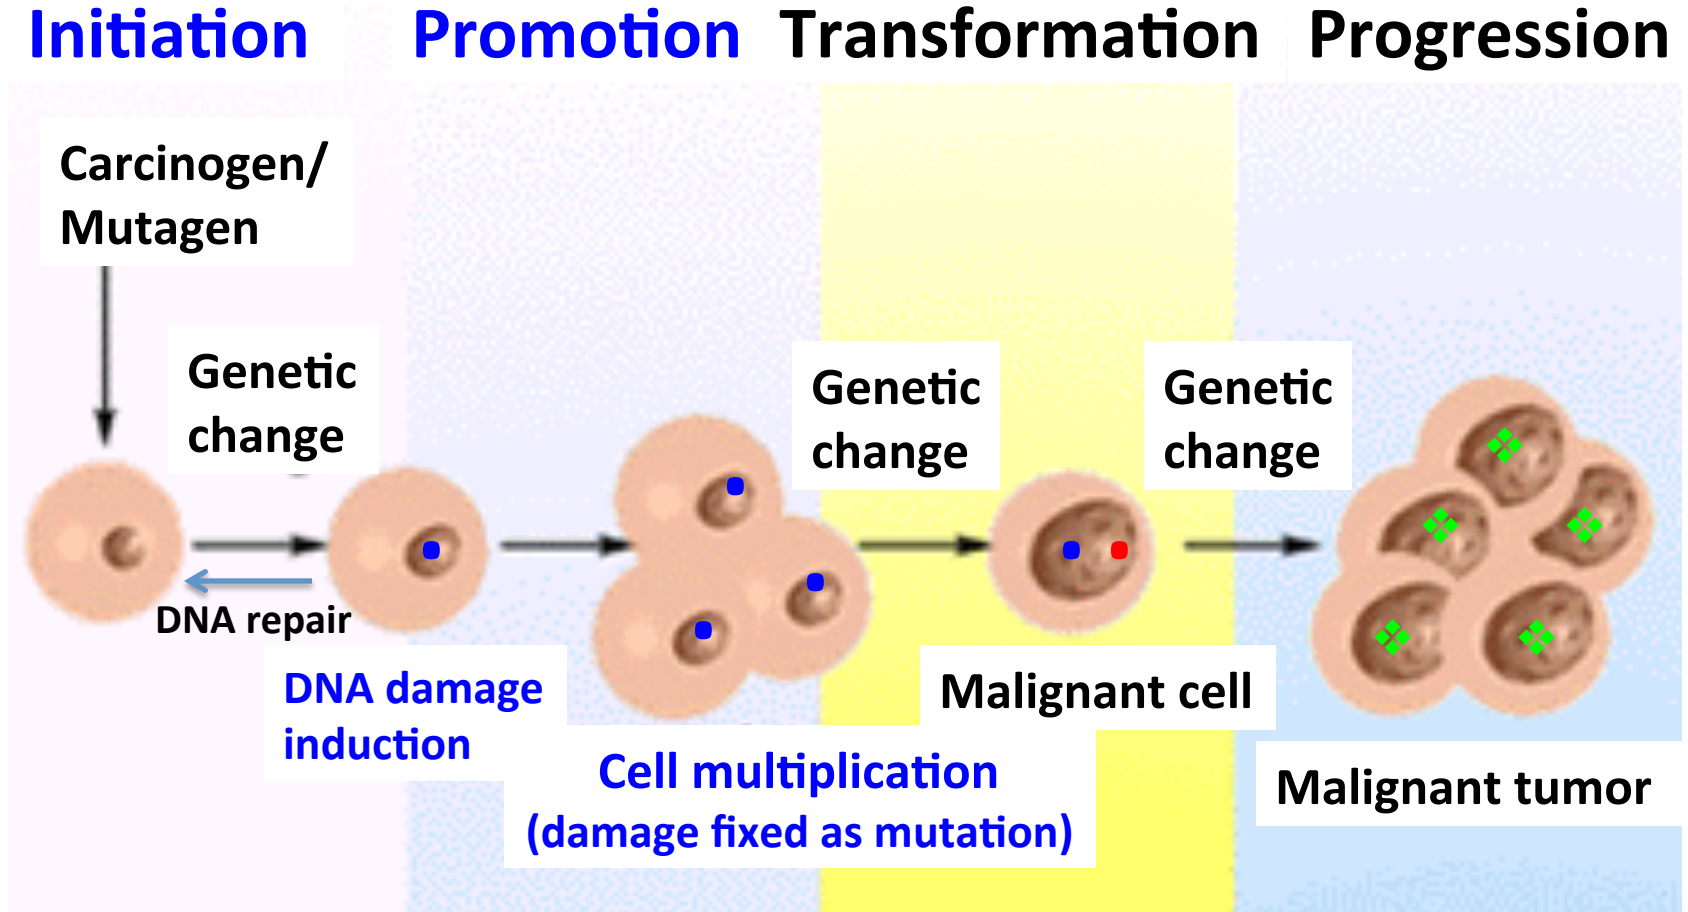 Initiation
Promotion
Transformation
Progression
Carcinogen/
Mutagen
Genetic
change
DNA repair
DNA damage
induction
Cell multiplication
(damage fixed as mutation)
Genetic
change
Malignant cell
Genetic
change
Malignant tumor